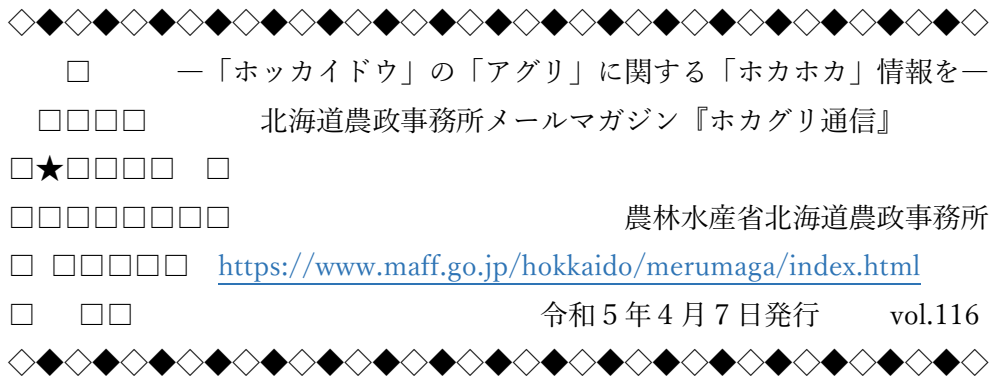 ◇◆◇◆◇◆◇◆◇◆◇◆◇◆◇◆◇◆◇◆◇◆◇◆◇◆◇◆◇◆◇◆◇◆◇
□ ―「ホッカイドウ」の「アグリ」に関する「ホカホカ」情報を―
□□□□ 北海道農政事務所メールマガジン『ホカグリ通信』
□★□□□□ □
□□□□□□□□ 農林水産省北海道農政事務所
□ □□□□□ https://www.maff.go.jp/hokkaido/merumaga/index.html
□ □□ 令和５年４月７日発行 vol.116
◇◆◇◆◇◆◇◆◇◆◇◆◇◆◇◆◇◆◇◆◇◆◇◆◇◆◇◆◇◆◇◆◇◆◇